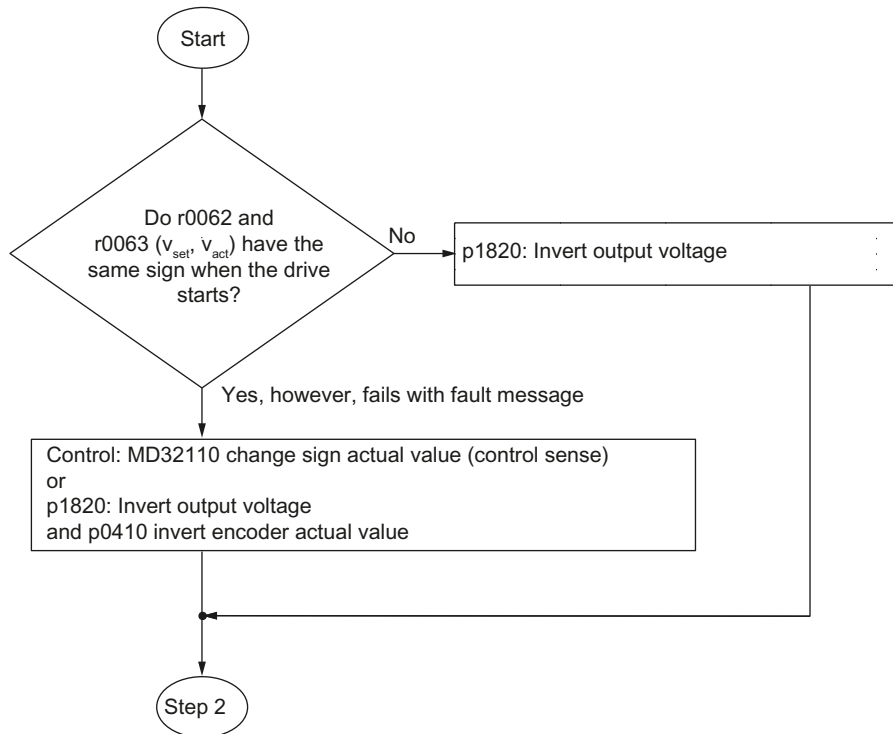 Start
Do r0062 and
r0063 (v_set, v_act) have the
same sign when the drive
starts?
No
p1820: Invert output voltage
Yes, however, fails with fault message
Control: MD32110 change sign actual value (control sense)
or
p1820: Invert output voltage
and p0410 invert encoder actual value
Step 2